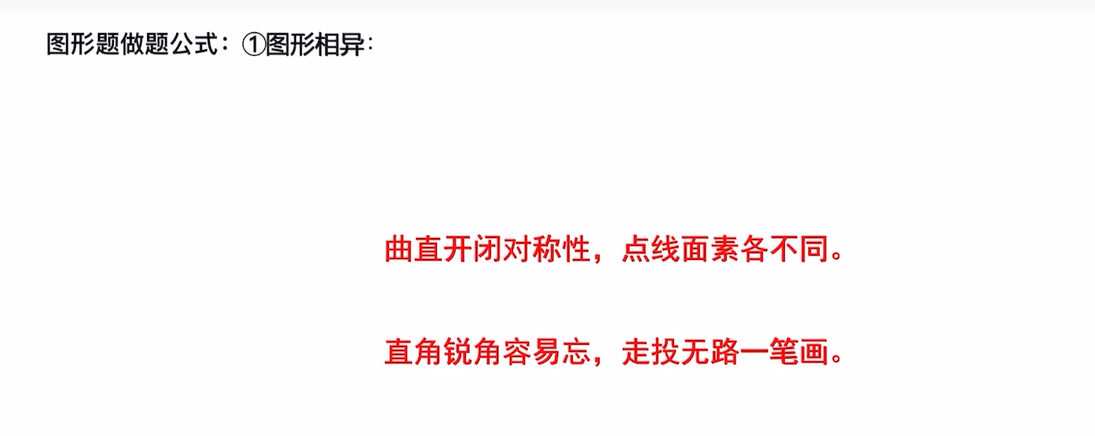 图形题做题公式：①图形相异：
曲直开闭对称性，点线面素各不同。
直角锐角容易忘，走投无路一笔画。